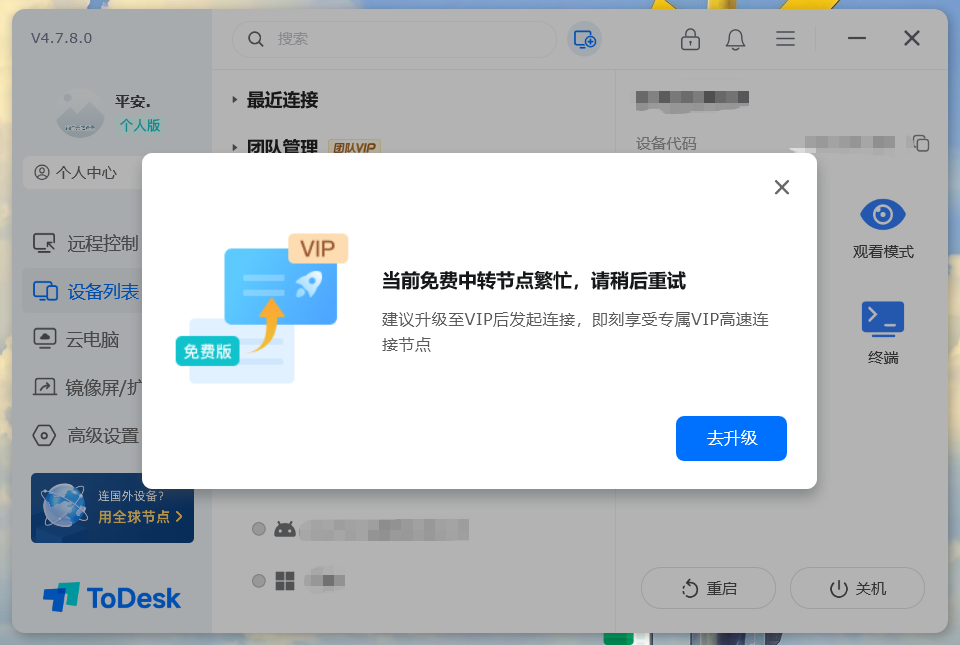 V4.7.8.0
搜索
平安.
个人版
个人中心
远程控制
设备列表
云电脑
镜像屏/扩
高级设置
连国外设备?
用全球节点
ToDesk
最近连接
团队管理 团队VIP
设备代码
观看模式
终端
VIP
免费版
当前免费中转节点繁忙，请稍后重试
建议升级至VIP后发起连接，即刻享受专属VIP高速连
接节点
去升级
重启
关机